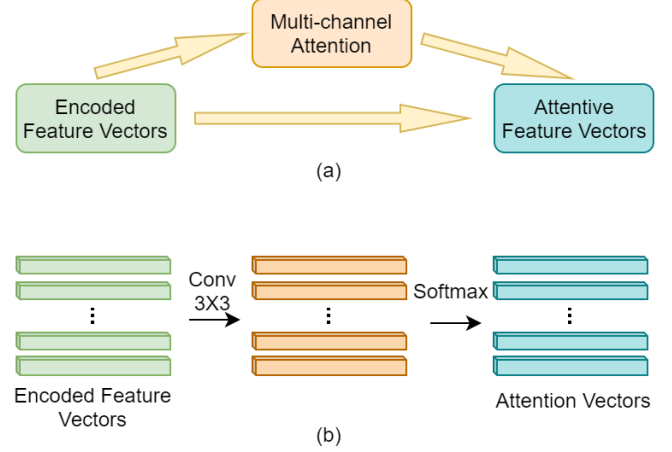 Multi-channel
Attention
Encoded
Feature Vectors
Attentive
Feature Vectors
(a)
Conv
3X3
Softmax
Encoded Feature
Vectors
Attention Vectors
(b)